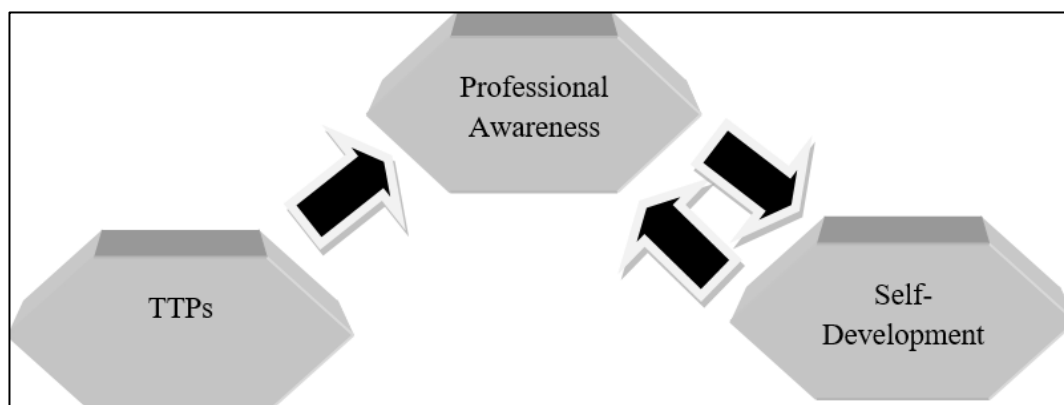 Professional
Awareness
TTPs
Self-
Development